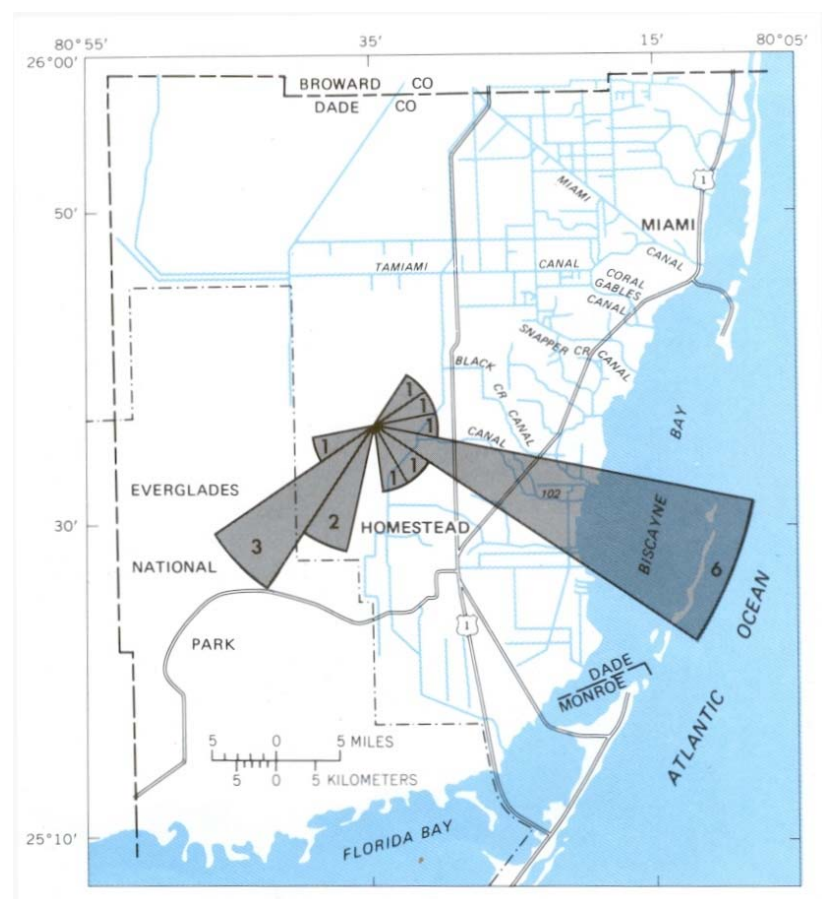 80°55' 35' 15' 80°05'
26°00'
BROWARD CO
DADE CO
1
MIAMI
50'
MIAMI
CANAL
TAMIAMI CANAL
CORAL
GABLES
CANAL
SNAPPER CR CANAL
BLACK
CR CANAL
BAY
1
1
1
1
1
1
CANAL
EVERGLADES
102
30'
2
HOMESTEAD
3
BISCAYNE
6
NATIONAL
OCEAN
1
PARK
DADE
MONROE
ATLANTIC
5 0 5 MILES
5 0 5 KILOMETERS
25°10'
FLORIDA BAY